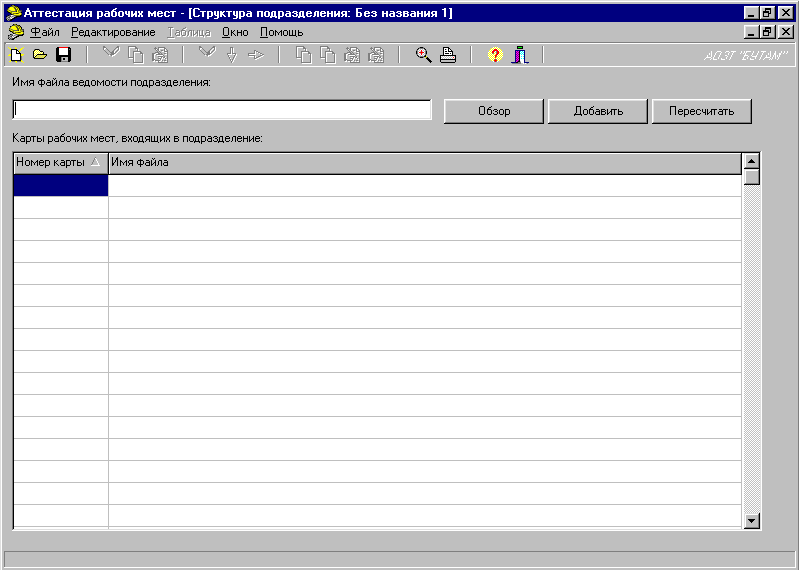 Аттестация рабочих мест - [Структура подразделения: Без названия 1]
Файл Редактирование Таблица Окно Помощь
АОЗТ "БУТАМ"
Имя файла ведомости подразделения:
Обзор Добавить Пересчитать
Карты рабочих мест, входящих в подразделение:
Номер карты Имя файла